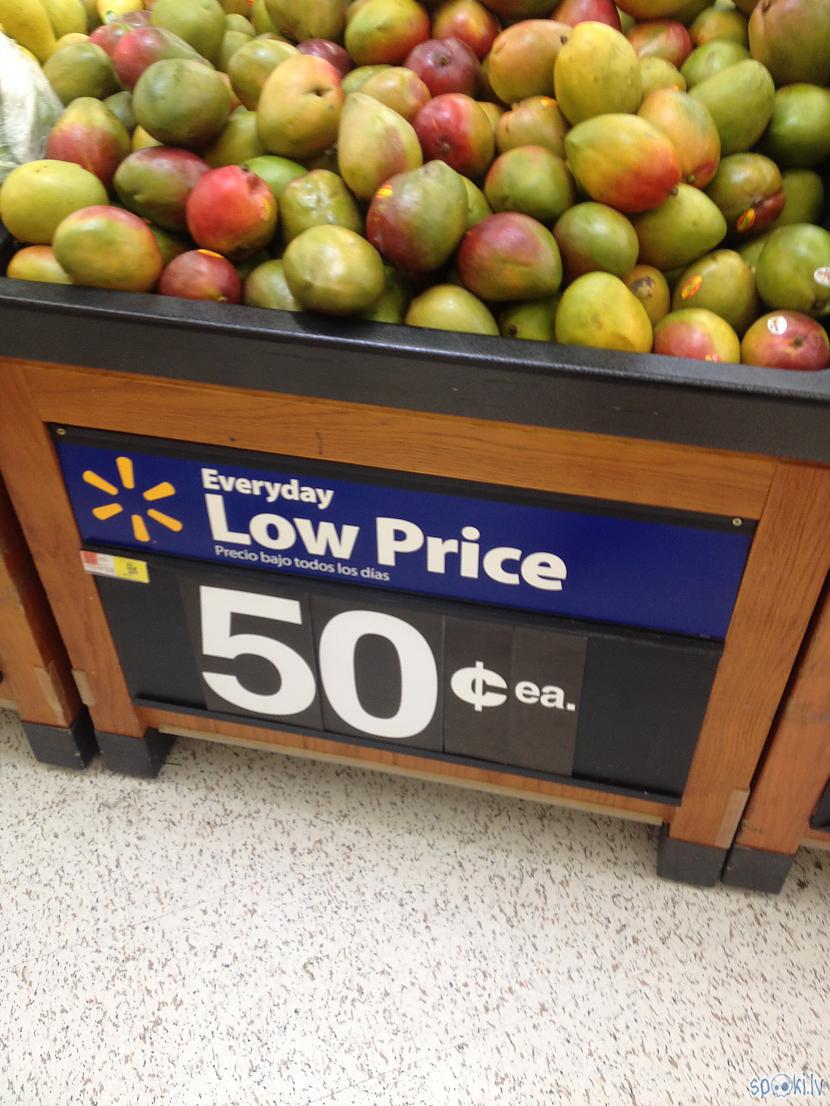 Everyday
Low Price
Precio bajo todos los días
50 ¢ ea.
spoki.lv